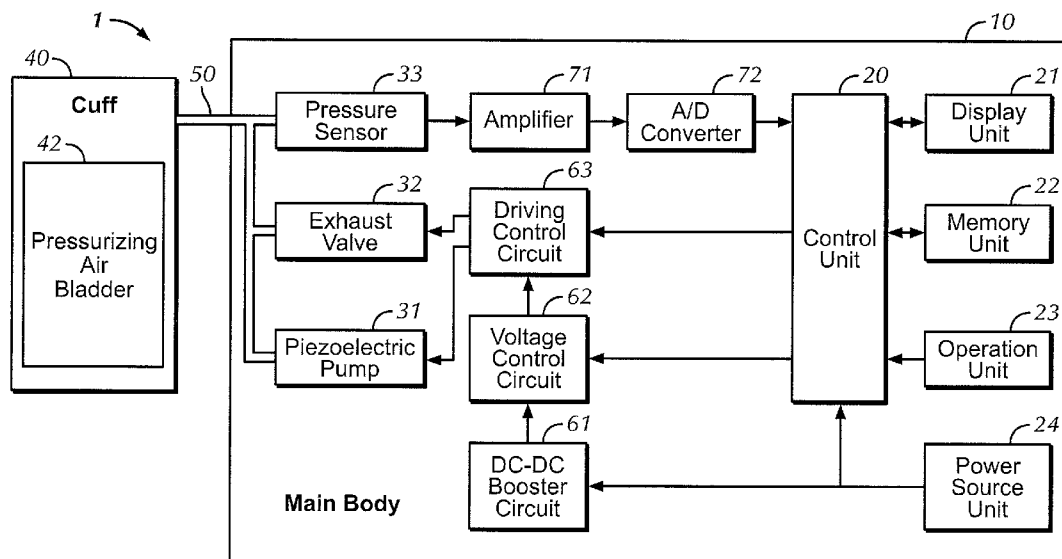 1
10
40
50
33
71
72
20
21
Cuff
Pressure
Sensor
Amplifier
A/D
Converter
Display
Unit
42
32
63
22
Pressurizing
Air
Bladder
Exhaust
Valve
Driving
Control
Circuit
Control
Unit
Memory
Unit
31
62
23
Piezoelectric
Pump
Voltage
Control
Circuit
Operation
Unit
61
24
Main Body
DC-DC
Booster
Circuit
Power
Source
Unit